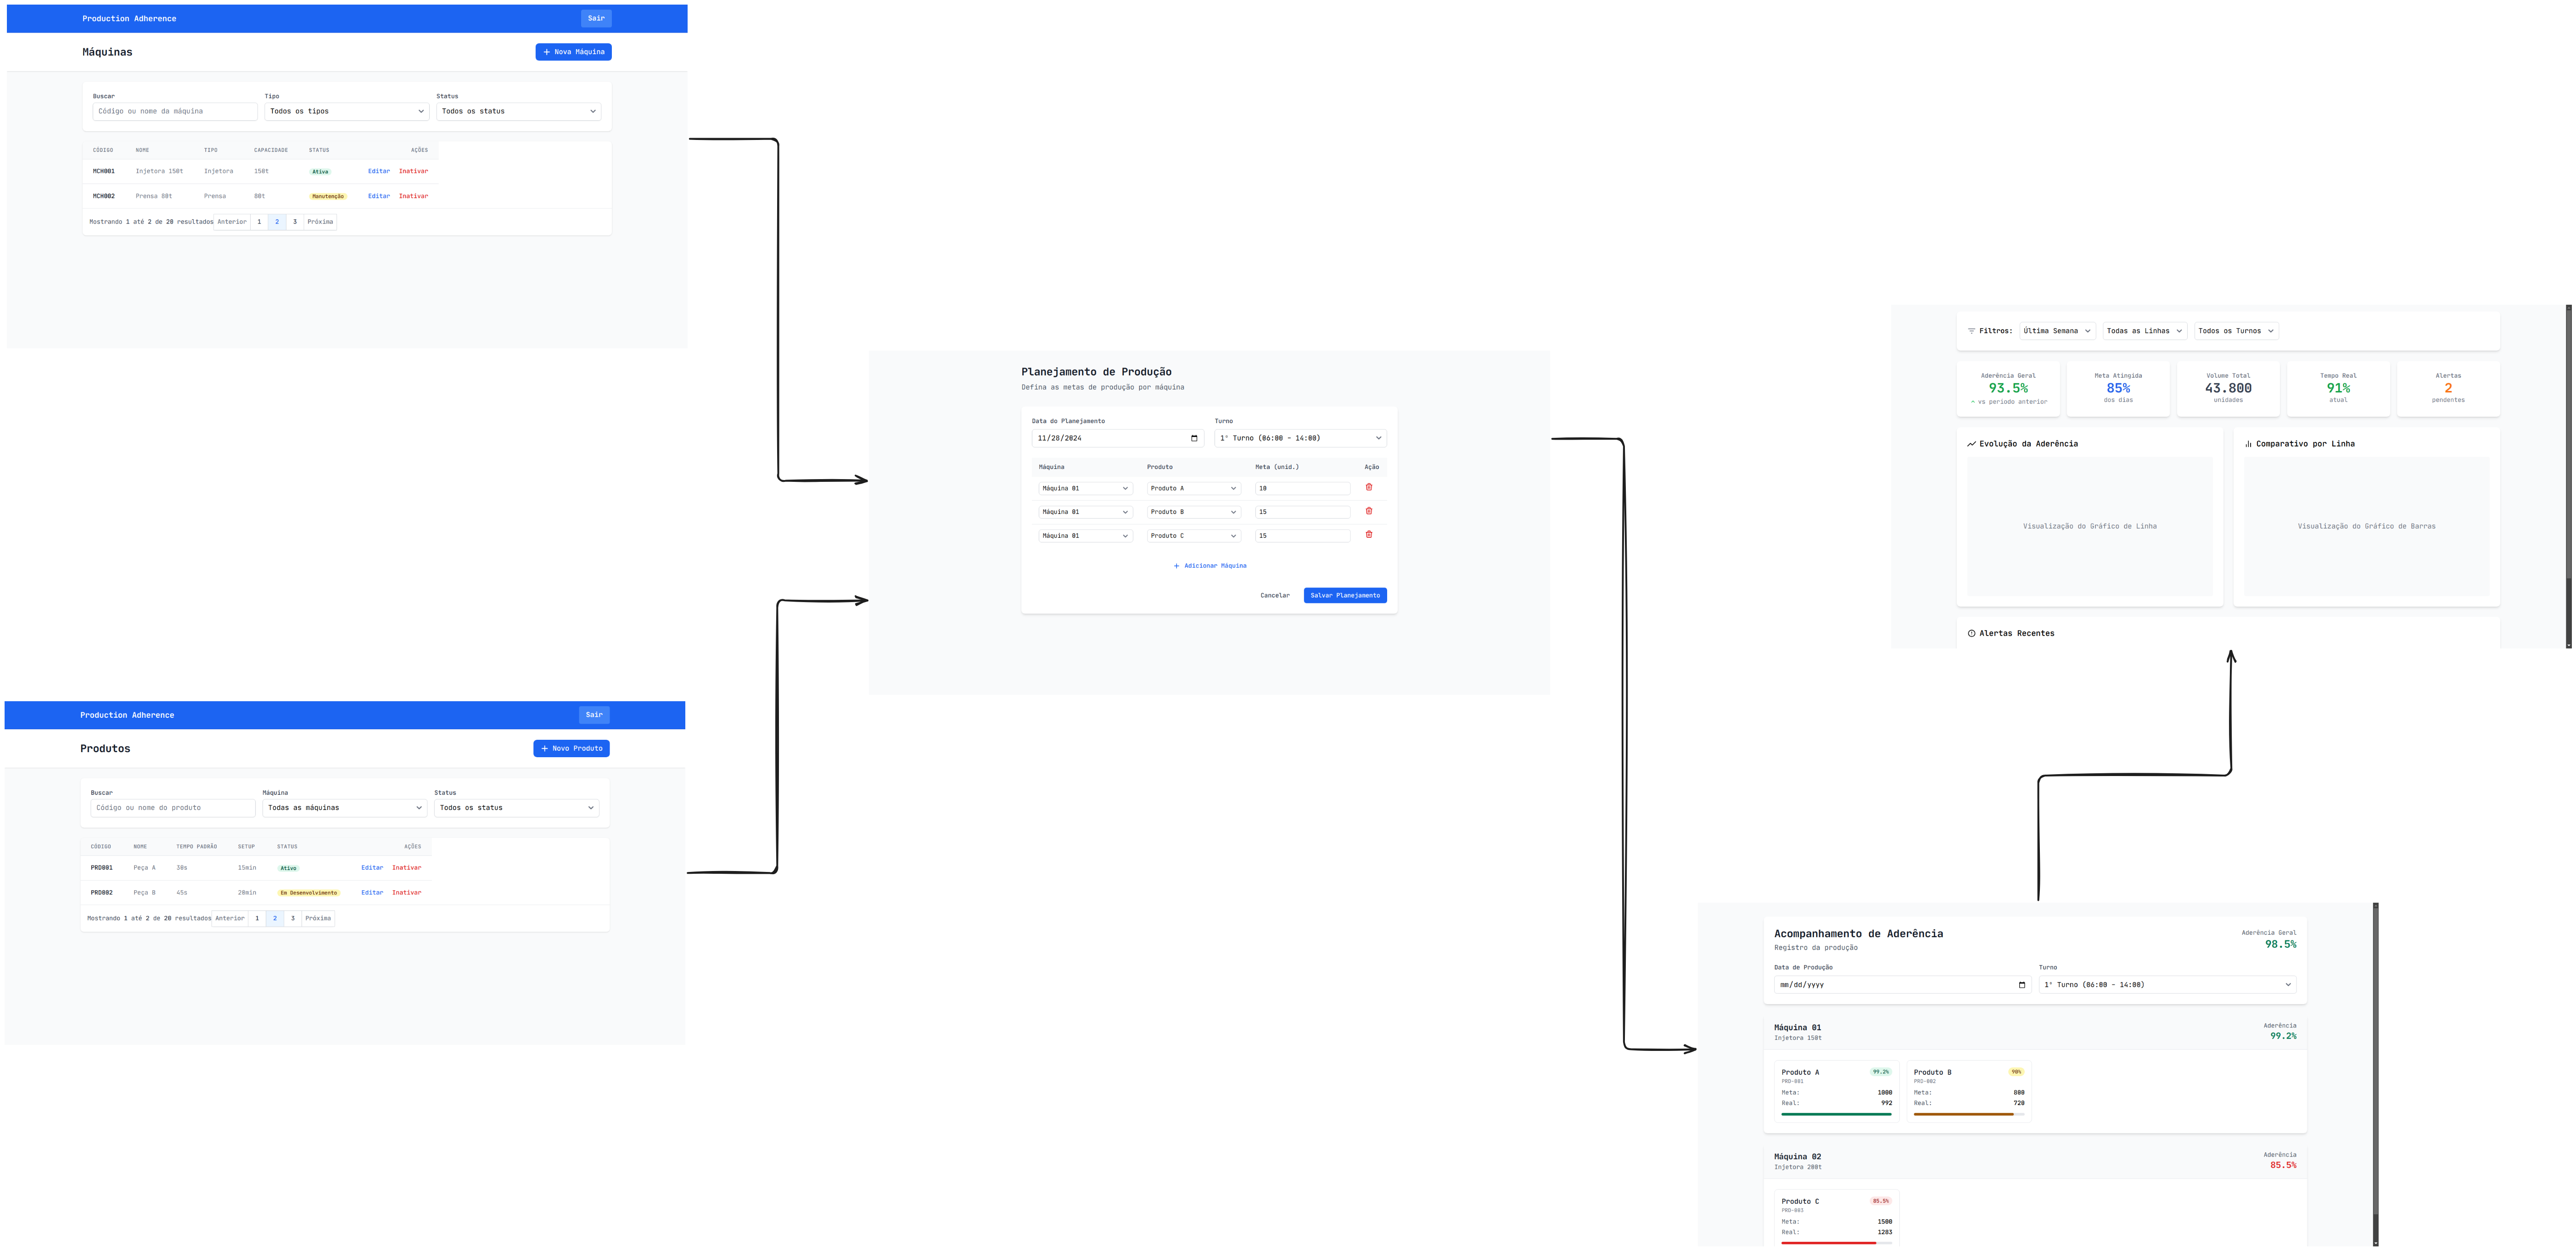 Production Adherence
Sair
Máquinas
+ Nova Máquina
Buscar Tipo Status
Código ou nome da máquina Todos os tipos Todos os status
CÓDIGO NOME TIPO CAPACIDADE STATUS AÇÕES
MCH001 Injetora 150t Injetora 150t Ativa Editar Inativar
MCH002 Prensa 80t Prensa 80t Manutenção Editar Inativar
Mostrando 1 até 2 de 20 resultados Anterior 1 2 3 Próxima
Production Adherence
Sair
Produtos
+ Novo Produto
Buscar Máquina Status
Código ou nome do produto Todas as máquinas Todos os status
CÓDIGO NOME TEMPO PADRÃO SETUP STATUS AÇÕES
PRD001 Peça A 30s 15min Ativo Editar Inativar
PRD002 Peça B 45s 20min Em Desenvolvimento Editar Inativar
Mostrando 1 até 2 de 20 resultados Anterior 1 2 3 Próxima
Planejamento de Produção
Defina as metas de produção por máquina
Data do Planejamento Turno
11/28/2024 1° Turno (06:00 - 14:00)
Máquina Produto Meta (unid.) Ação
Máquina 01 Produto A 10
Máquina 01 Produto B 15
Máquina 01 Produto C 15
+ Adicionar Máquina
Cancelar Salvar Planejamento
Acompanhamento de Aderência
Registro da produção
Aderência Geral
98.5%
Data de Produção Turno
mm/dd/yyyy 1° Turno (06:00 - 14:00)
Máquina 01
Injetora 150t
Aderência
99.2%
Produto A 99.2%
PRD-001
Meta: 1000
Real: 992
Produto B 90%
PRD-002
Meta: 800
Real: 720
Máquina 02
Injetora 200t
Aderência
85.5%
Produto C 85.5%
PRD-003
Meta: 1500
Real: 1283
Filtros: Última Semana Todas as Linhas Todos os Turnos
Aderência Geral
93.5%
vs período anterior
Meta Atingida
85%
dos dias
Volume Total
43.800
unidades
Tempo Real
91%
atual
Alertas
2
pendentes
Evolução da Aderência
Visualização do Gráfico de Linha
Comparativo por Linha
Visualização do Gráfico de Barras
Alertas Recentes